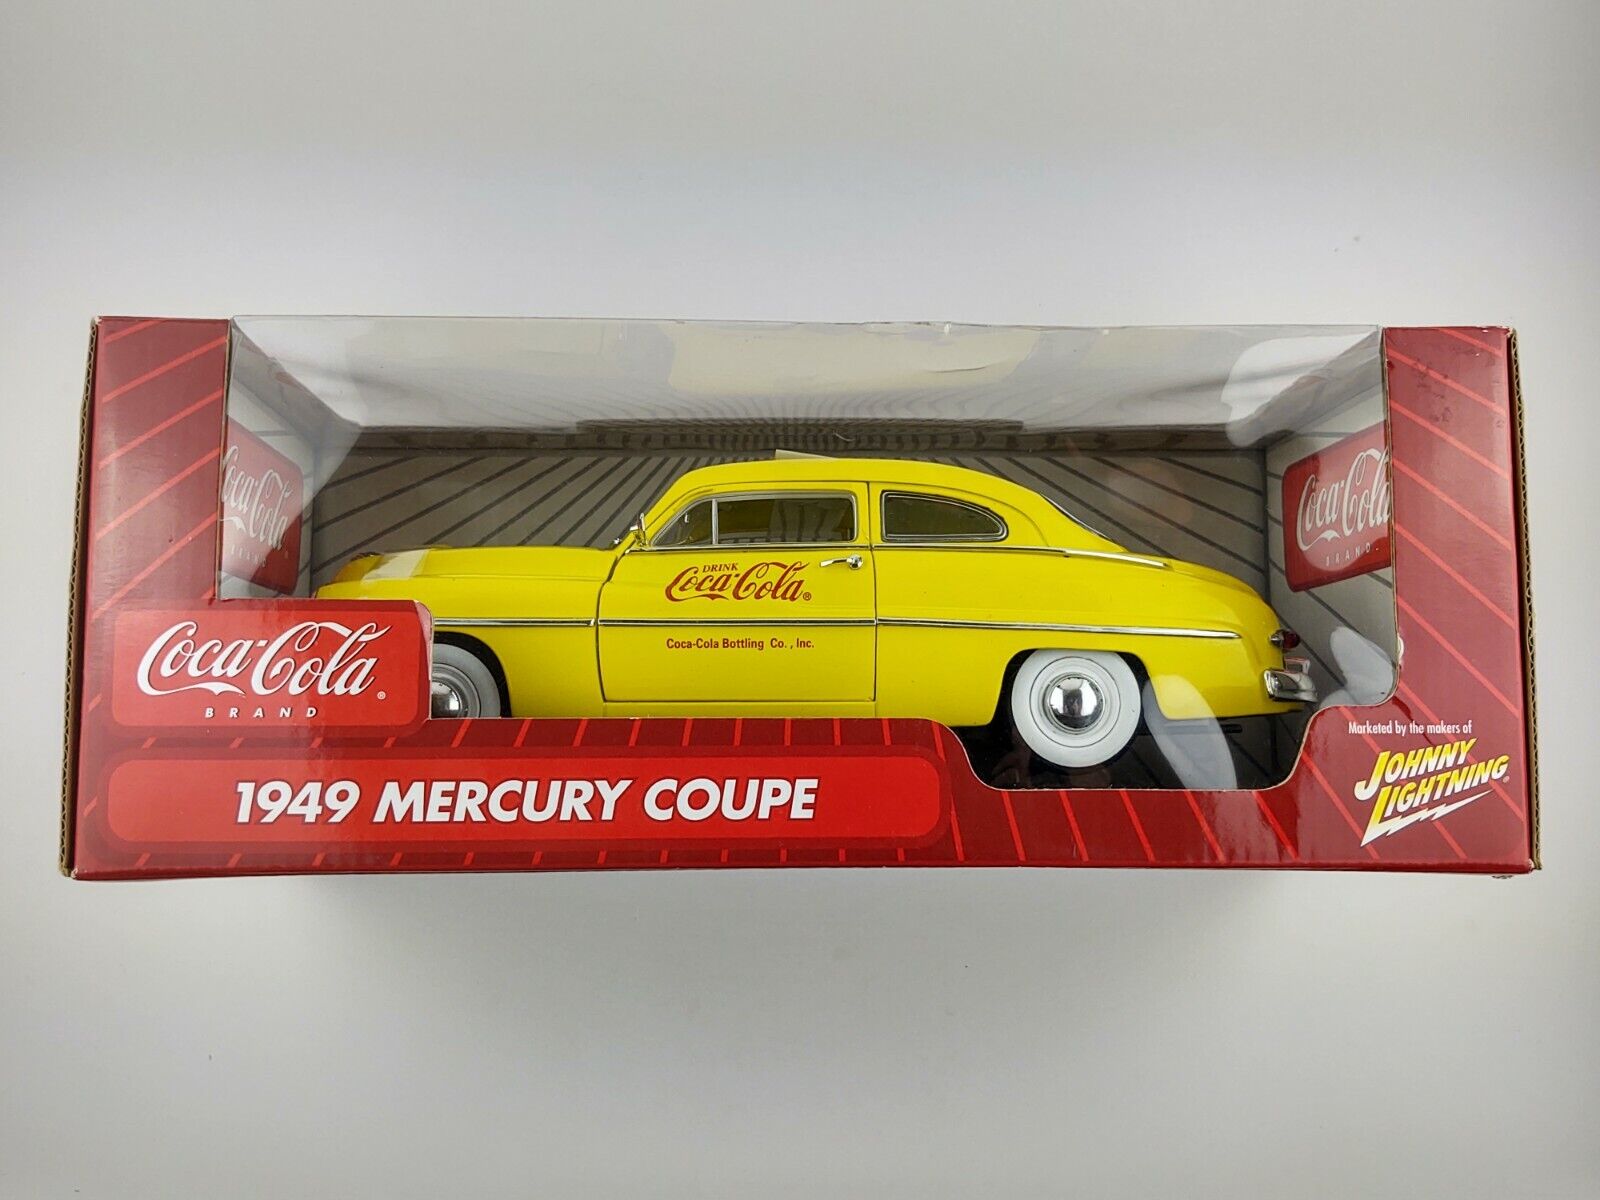 Coca-Cola
BRAND
Coca-Cola
BRAND
DRINK
Coca-Cola®
Coca-Cola Bottling Co., Inc.
Coca-Cola®
BRAND
1949 MERCURY COUPE
Marketed by the makers of
JOHNNY
LIGHTNING®